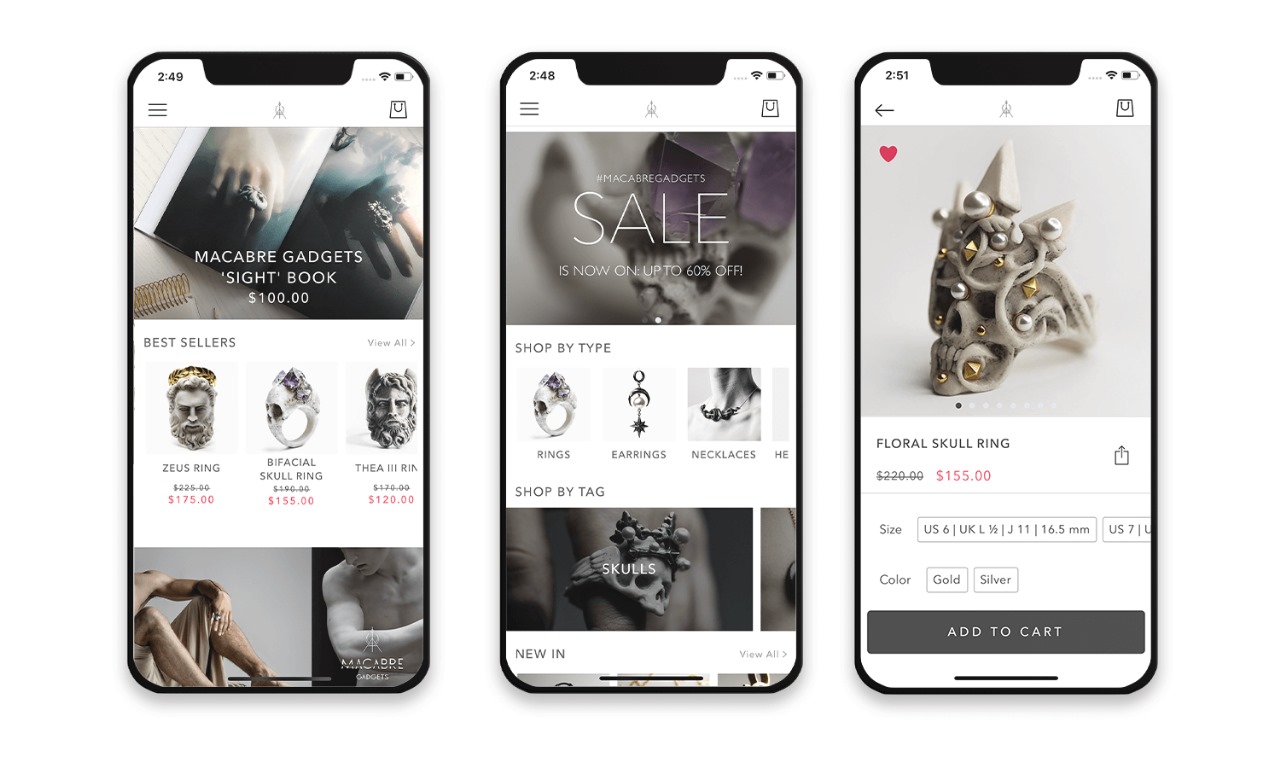 2:49
MACABRE GADGETS
'SIGHT' BOOK
$100.00
BEST SELLERS
View All >
ZEUS RING
$225.00
$175.00
BIFACIAL
SKULL RING
$190.00
$155.00
THEA III RIN
$170.00
$120.00
MACABRE
GADGETS
2:48
#MACABREGADGETS
SALE
IS NOW ON: UP TO 60% OFF!
SHOP BY TYPE
RINGS
EARRINGS
NECKLACES
HE
SHOP BY TAG
SKULLS
NEW IN
View All >
2:51
FLORAL SKULL RING
$220.00 $155.00
Size US 6 | UK L ½ | J 11 | 16.5 mm US 7 | U
Color Gold Silver
ADD TO CART